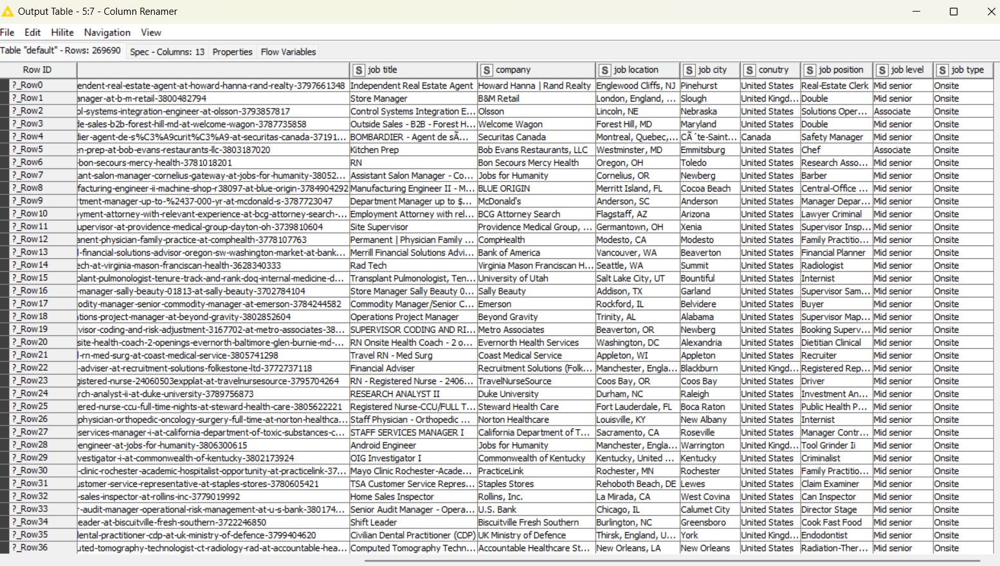 Output Table - 5:7 - Column Renamer
File Edit Hilite Navigation View
Table "default" - Rows: 269690 Spec - Columns: 13 Properties Flow Variables
Row ID S job title S company S job location S job city S conutry S job position S job level S job type
?_Row0 endent-real-estate-agent-at-howard-hanna-rand-realty-3797661348 Independent Real Estate Agent Howard Hanna | Rand Realty Englewood Cliffs, NJ Pinehurst United States Real-Estate Clerk Mid senior Onsite
?_Row1 anager-at-b-m-retail-3800482794 Store Manager B&M Retail London, England, ... Slough United Kingd... Double Mid senior Onsite
?_Row2 ol-systems-integration-engineer-at-olsson-3793857817 Control Systems Integration E... Olsson Lincoln, NE Nebraska United States Solutions Oper... Associate Onsite
?_Row3 de-sales-b2b-forest-hill-md-at-welcome-wagon-3787735858 Outside Sales - B2B - Forest H... Welcome Wagon Forest Hill, MD Maryland United States Double Mid senior Onsite
?_Row4 dier-agent-de-s%C3%A9curit%C3%A9-at-securitas-canada-37191... BOMBARDIER - Agent de sÃ... Securitas Canada Montreal, Quebec,... CÃ´te-Saint... Canada Safety Manager Mid senior Onsite
?_Row5 en-prep-at-bob-evans-restaurants-llc-3803187020 Kitchen Prep Bob Evans Restaurants, LLC Westminster, MD Emmitsburg United States Chef Associate Onsite
?_Row6 -bon-secours-mercy-health-3781018201 RN Bon Secours Mercy Health Oregon, OH Toledo United States Research Asso... Mid senior Onsite
?_Row7 ant-salon-manager-cornelius-gateway-at-jobs-for-humanity-38052... Assistant Salon Manager - Co... Jobs for Humanity Cornelius, OR Newberg United States Barber Mid senior Onsite
?_Row8 facturing-engineer-ii-machine-shop-r38097-at-blue-origin-3784904292 Manufacturing Engineer II - M... BLUE ORIGIN Merritt Island, FL Cocoa Beach United States Central-Office ... Mid senior Onsite
?_Row9 rtment-manager-up-to-%2437-000-yr-at-mcdonald-s-3787723047 Department Manager up to $... McDonald's Anderson, SC Anderson United States Manager Depar... Mid senior Onsite
?_Row10 oyment-attorney-with-relevant-experience-at-bcg-attorney-search-... Employment Attorney with rel... BCG Attorney Search Flagstaff, AZ Arizona United States Lawyer Criminal Mid senior Onsite
?_Row11 supervisor-at-providence-medical-group-dayton-oh-3739810604 Site Supervisor Providence Medical Group, ... Germantown, OH Xenia United States Supervisor Insp... Mid senior Onsite
?_Row12 anent-physician-family-practice-at-comphealth-3778107763 Permanent | Physician Family ... CompHealth Modesto, CA Modesto United States Family Practitio... Mid senior Onsite
?_Row13 l-financial-solutions-advisor-oregon-sw-washington-market-at-bank... Merrill Financial Solutions Advi... Bank of America Vancouver, WA Beaverton United States Financial Planner Mid senior Onsite
?_Row14 ech-at-virginia-mason-franciscan-health-3628340333 Rad Tech Virginia Mason Franciscan H... Seattle, WA Summit United States Radiologist Mid senior Onsite
?_Row15 plant-pulmonologist-tenure-track-and-rank-doq-internal-medicine-d... Transplant Pulmonologist, Ten... University of Utah Salt Lake City, UT Bountiful United States Internist Mid senior Onsite
?_Row16 -manager-sally-beauty-01813-at-sally-beauty-3702784104 Store Manager Sally Beauty 0... Sally Beauty Addison, TX Garland United States Supervisor Sam... Mid senior Onsite
?_Row17 odity-manager-senior-commodity-manager-at-emerson-3784244582 Commodity Manager/Senior C... Emerson Rockford, IL Belvidere United States Buyer Mid senior Onsite
?_Row18 ations-project-manager-at-beyond-gravity-3802852604 Operations Project Manager Beyond Gravity Trinity, AL Alabama United States Supervisor Map... Mid senior Onsite
?_Row19 visor-coding-and-risk-adjustment-3167702-at-metro-associates-38... SUPERVISOR CODING AND RI... Metro Associates Beaverton, OR Newberg United States Booking Superv... Mid senior Onsite
?_Row20 site-health-coach-2-openings-evernorth-baltimore-glen-burnie-md-... RN Onsite Health Coach - 2 o... Evernorth Health Services Washington, DC Alexandria United States Dietitian Clinical Mid senior Onsite
?_Row21 l-rn-med-surg-at-coast-medical-service-3805741298 Travel RN - Med Surg Coast Medical Service Appleton, WI Appleton United States Recruiter Mid senior Onsite
?_Row22 -adviser-at-recruitment-solutions-folkestone-ltd-3772737118 Financial Adviser Recruitment Solutions (Folk... Manchester, Engla... Blackburn United Kingd... Registered Rep... Mid senior Onsite
?_Row23 gistered-nurse-24060503expplat-at-travelnursesource-3795704264 RN - Registered Nurse - 2406... TravelNurseSource Coos Bay, OR Coos Bay United States Driver Mid senior Onsite
?_Row24 rch-analyst-ii-at-duke-university-3789756873 RESEARCH ANALYST II Duke University Durham, NC Raleigh United States Investment An... Mid senior Onsite
?_Row25 tered-nurse-ccu-full-time-nights-at-steward-health-care-3805622221 Registered Nurse-CCU/FULL T... Steward Health Care Fort Lauderdale, FL Boca Raton United States Public Health P... Mid senior Onsite
?_Row26 physician-orthopedic-oncology-surgery-full-time-at-norton-healthca... Staff Physician - Orthopedic ... Norton Healthcare Louisville, KY New Albany United States Internist Mid senior Onsite
?_Row27 services-manager-i-at-california-department-of-toxic-substances-c... STAFF SERVICES MANAGER I California Department of T... Sacramento, CA Roseville United States Manager Contr... Mid senior Onsite
?_Row28 engineer-at-jobs-for-humanity-3806300615 Android Engineer Jobs for Humanity Manchester, Engla... Warrington United Kingd... Tool Grinder Ii Mid senior Onsite
?_Row29 vestigator-i-at-commonwealth-of-kentucky-3802173924 OIG Investigator I Commonwealth of Kentucky Kentucky, United ... Kentucky United States Criminalist Mid senior Onsite
?_Row30 -clinic-rochester-academic-hospitalist-opportunity-at-practicelink-37... Mayo Clinic Rochester-Acade... PracticeLink Rochester, MN Rochester United States Family Practitio... Mid senior Onsite
?_Row31 ustomer-service-representative-at-staples-stores-3780605421 TSA Customer Service Repres... Staples Stores Rehoboth Beach, DE Lewes United States Claim Examiner Mid senior Onsite
?_Row32 -sales-inspector-at-rollins-inc-3779019992 Home Sales Inspector Rollins, Inc. La Mirada, CA West Covina United States Can Inspector Mid senior Onsite
?_Row33 r-audit-manager-operational-risk-management-at-u-s-bank-380174... Senior Audit Manager - Opera... U.S. Bank Chicago, IL Calumet City United States Director Stage Mid senior Onsite
?_Row34 leader-at-biscuitville-fresh-southern-3722246850 Shift Leader Biscuitville Fresh Southern Burlington, NC Greensboro United States Cook Fast Food Mid senior Onsite
?_Row35 dental-practitioner-cdp-at-uk-ministry-of-defence-3799404620 Civilian Dental Practitioner (CDP) UK Ministry of Defence Thirsk, England, U... York United Kingd... Endodontist Mid senior Onsite
?_Row36 uted-tomography-technologist-ct-radiology-rad-at-accountable-hea... Computed Tomography Techn... Accountable Healthcare St... New Orleans, LA New Orleans United States Radiation-Ther... Mid senior Onsite